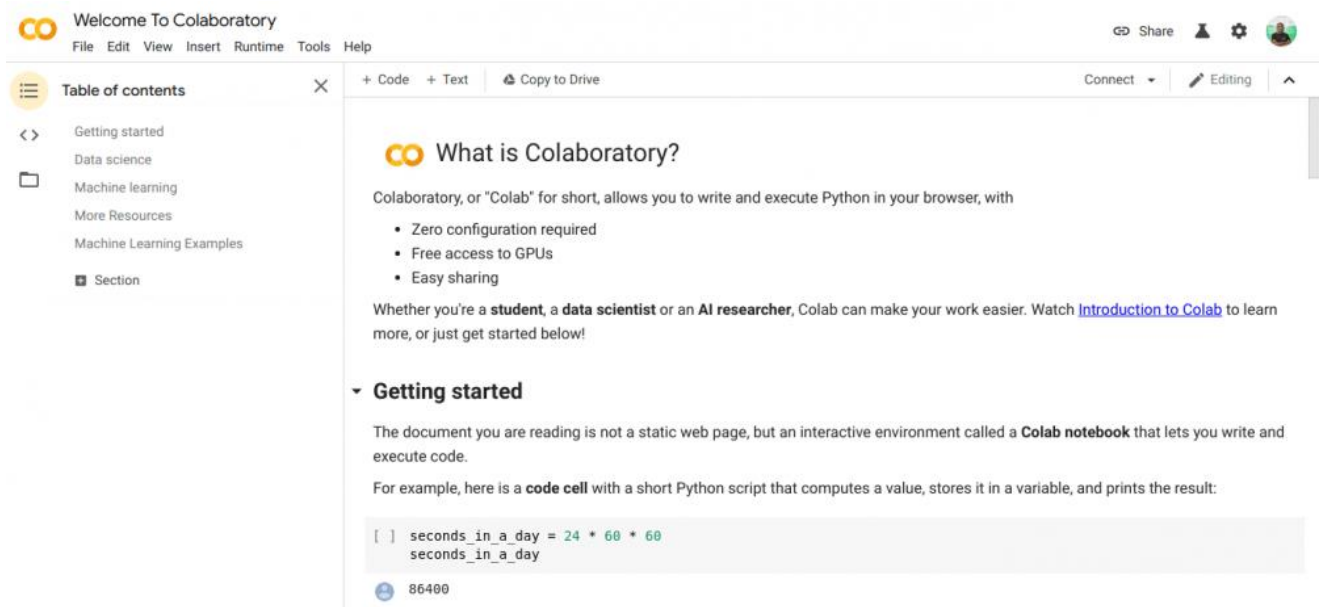 Welcome To Colaboratory
File Edit View Insert Runtime Tools Help
Share
Table of contents
Getting started
Data science
Machine learning
More Resources
Machine Learning Examples
Section
+ Code + Text Copy to Drive
Connect Editing
CO What is Colaboratory?
Colaboratory, or "Colab" for short, allows you to write and execute Python in your browser, with
• Zero configuration required
• Free access to GPUs
• Easy sharing
Whether you're a student, a data scientist or an AI researcher, Colab can make your work easier. Watch Introduction to Colab to learn
more, or just get started below!
Getting started
The document you are reading is not a static web page, but an interactive environment called a Colab notebook that lets you write and
execute code.
For example, here is a code cell with a short Python script that computes a value, stores it in a variable, and prints the result:
[ ] seconds_in_a_day = 24 * 60 * 60
seconds_in_a_day
86400